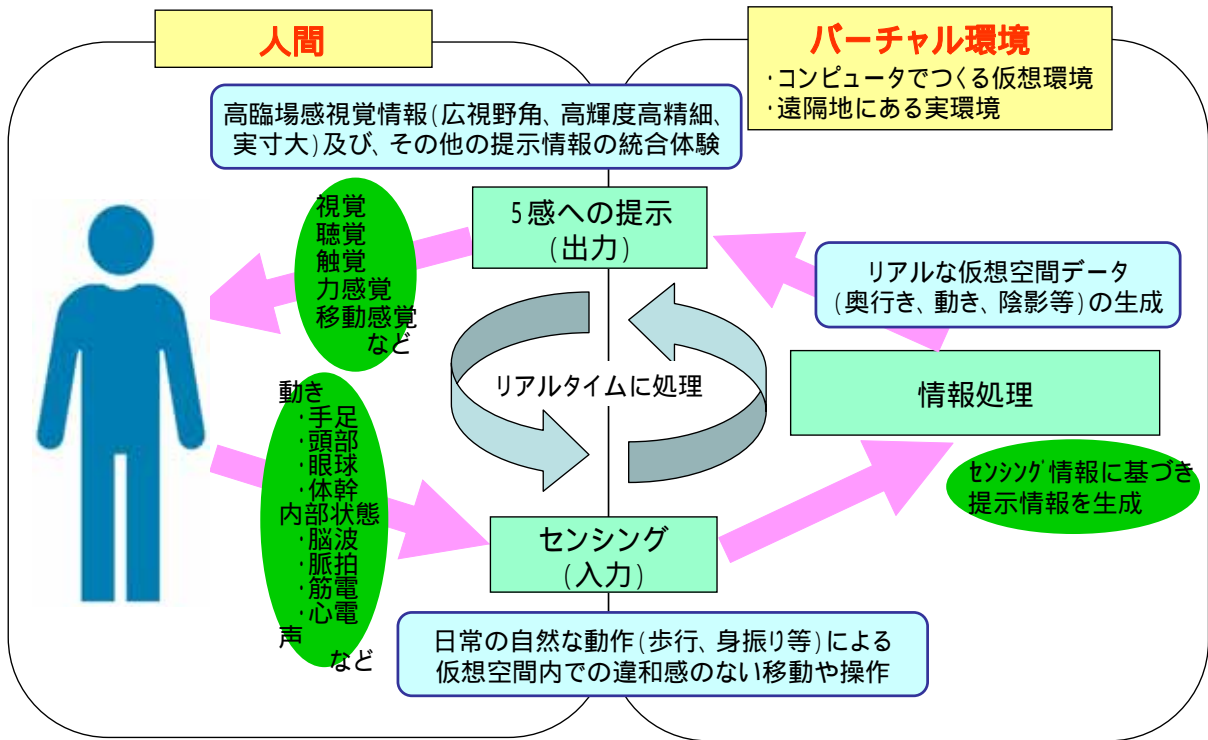 人間
バーチャル環境
・コンピュータでつくる仮想環境
・遠隔地にある実環境
高臨場感視覚情報(広視野角、高輝度高精細、
実寸大)及び、その他の提示情報の統合体験
視覚
聴覚
触覚
力感覚
移動感覚
など
5感への提示
(出力)
リアルな仮想空間データ
(奥行き、動き、陰影等)の生成
リアルタイムに処理
情報処理
センシング情報に基づき
提示情報を生成
動き
・手足
・頭部
・眼球
・体幹
内部状態
・脳波
・脈拍
・筋電
・心電
声
など
センシング
(入力)
日常の自然な動作(歩行、身振り等)による
仮想空間内での違和感のない移動や操作